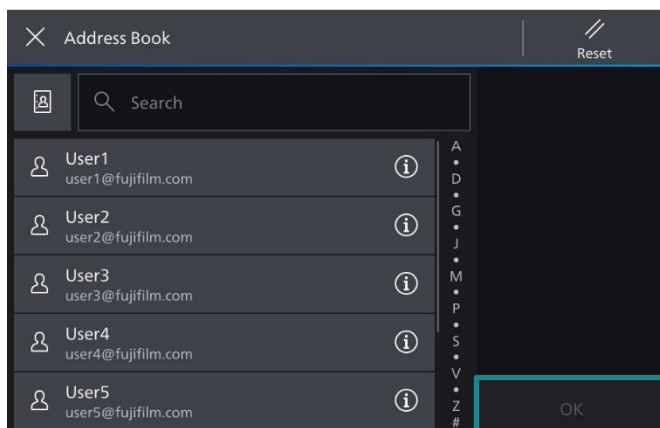 Address Book
Reset
Search
User1
user1@fujifilm.com
User2
user2@fujifilm.com
User3
user3@fujifilm.com
User4
user4@fujifilm.com
User5
user5@fujifilm.com
A
D
G
J
M
P
S
V
Z
#
OK